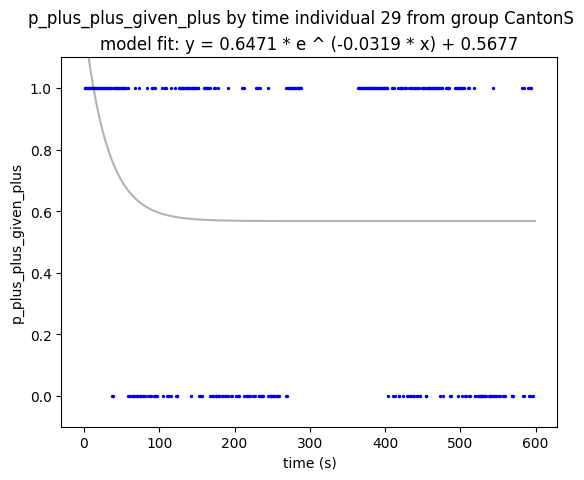 p_plus_plus_given_plus by time individual 29 from group CantonS
model fit: y = 0.6471 * e ^ (-0.0319 * x) + 0.5677
1.0
0.8
0.6
0.4
0.2
0.0
p_plus_plus_given_plus
0 100 200 300 400 500 600
time (s)